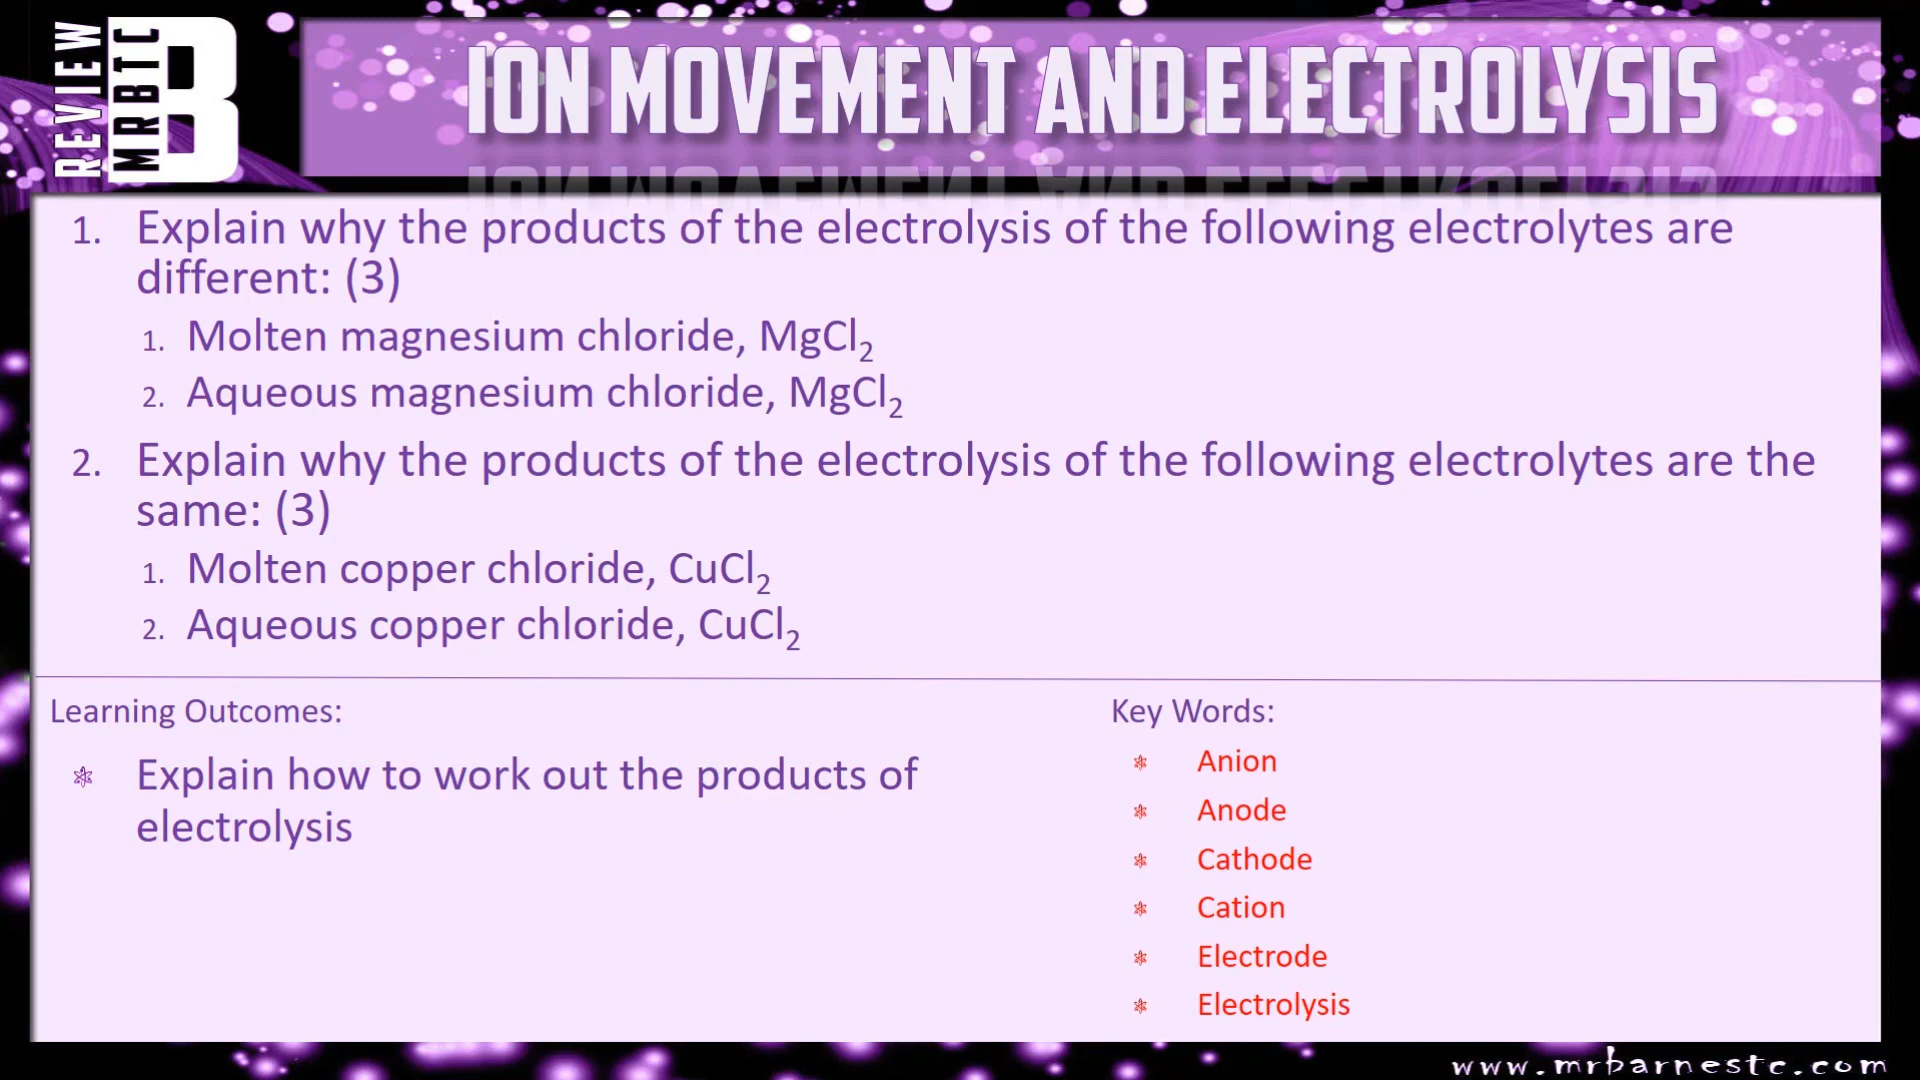 REVIEW
MRBTC
B
ION MOVEMENT AND ELECTROLYSIS
1. Explain why the products of the electrolysis of the following electrolytes are
different: (3)
1. Molten magnesium chloride, MgCl₂
2. Aqueous magnesium chloride, MgCl₂
2. Explain why the products of the electrolysis of the following electrolytes are the
same: (3)
1. Molten copper chloride, CuCl₂
2. Aqueous copper chloride, CuCl₂
Learning Outcomes:
Explain how to work out the products of
electrolysis
Key Words:
Anion
Anode
Cathode
Cation
Electrode
Electrolysis
www.mrbarnestc.com